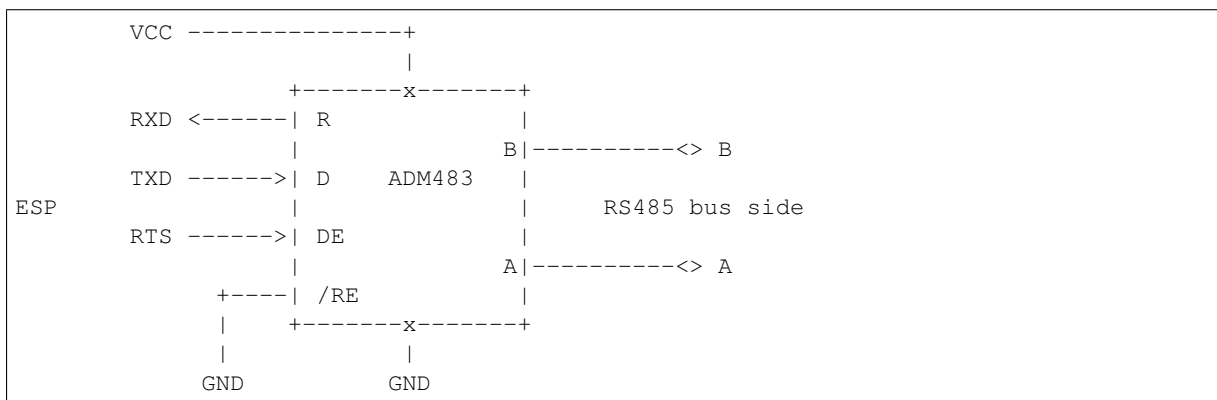 VCC ---------------+
|
+-------x-------+
RXD <------| R |
| B|----------<> B
TXD ------>| D ADM483 |
ESP | | RS485 bus side
RTS ------>| DE |
| A|----------<> A
+----| /RE |
| +-------x-------+
| |
GND GND